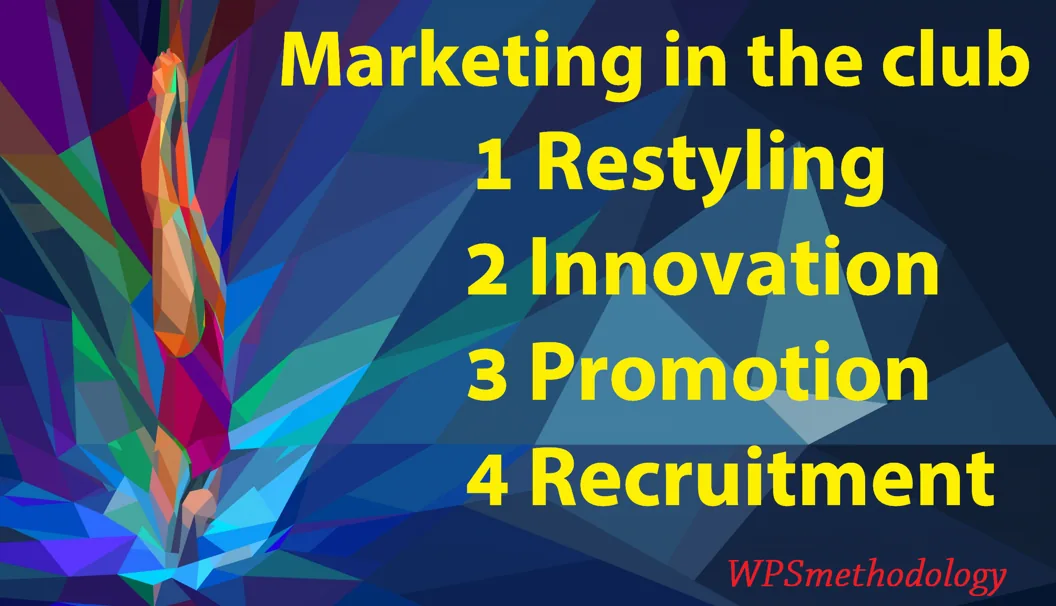 Marketing in the club
1 Restyling
2 Innovation
3 Promotion
4 Recruitment
WPSmethodology